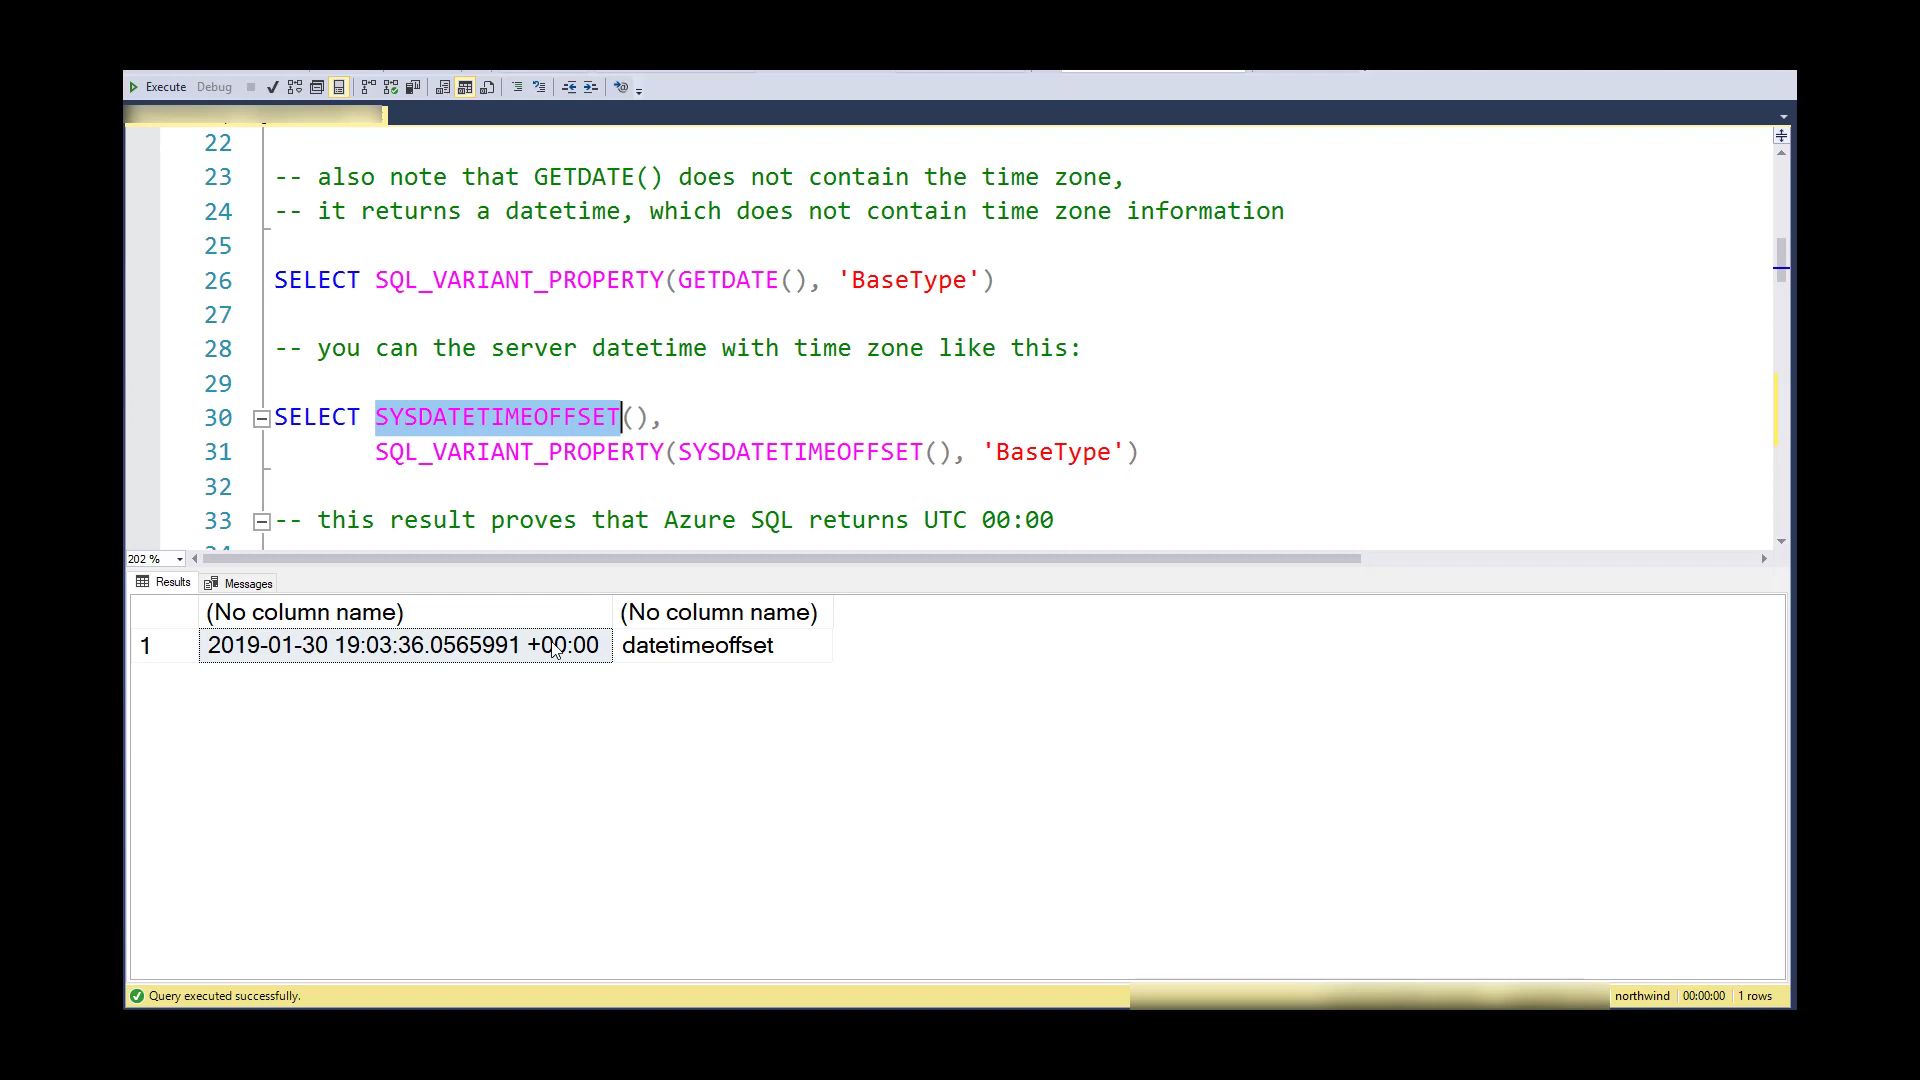 Execute Debug
22
23 -- also note that GETDATE() does not contain the time zone,
24 -- it returns a datetime, which does not contain time zone information
25
26 SELECT SQL_VARIANT_PROPERTY(GETDATE(), 'BaseType')
27
28 -- you can the server datetime with time zone like this:
29
30 SELECT SYSDATETIMEOFFSET(),
31 SQL_VARIANT_PROPERTY(SYSDATETIMEOFFSET(), 'BaseType')
32
33 -- this result proves that Azure SQL returns UTC 00:00
202 %
Results Messages
(No column name) (No column name)
1 2019-01-30 19:03:36.0565991 +00:00 datetimeoffset
Query executed successfully. northwind 00:00:00 1 rows